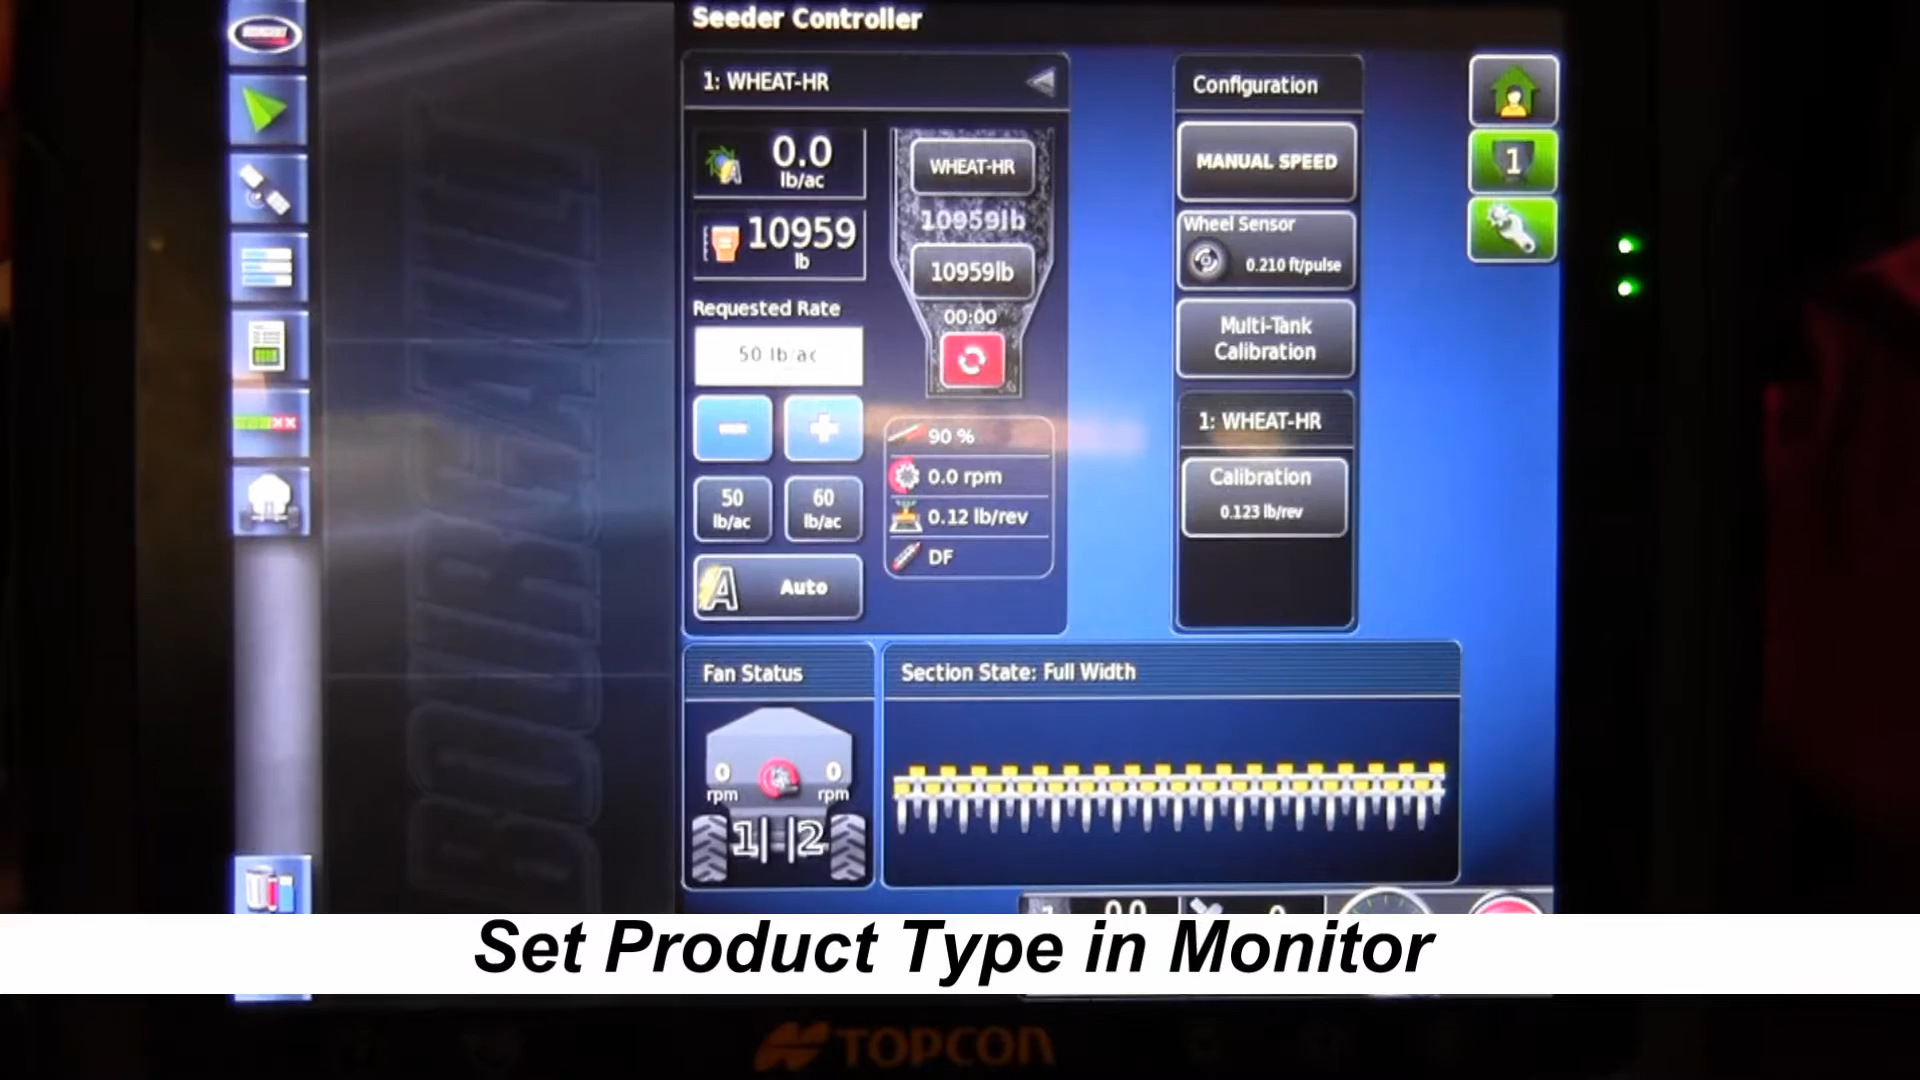 Seeder Controller
1: WHEAT-HR
0.0
lb/ac
10959
lb
Requested Rate
50 lb/ac
50
lb/ac
60
lb/ac
Auto
WHEAT-HR
10959lb
10959lb
00:00
90 %
0.0 rpm
0.12 lb/rev
DF
Configuration
MANUAL SPEED
Wheel Sensor
0.210 ft/pulse
Multi-Tank
Calibration
1: WHEAT-HR
Calibration
0.123 lb/rev
1
Fan Status
0
rpm
0
rpm
1 2
Section State: Full Width
BOURGAULT
Set Product Type in Monitor
TOPCON